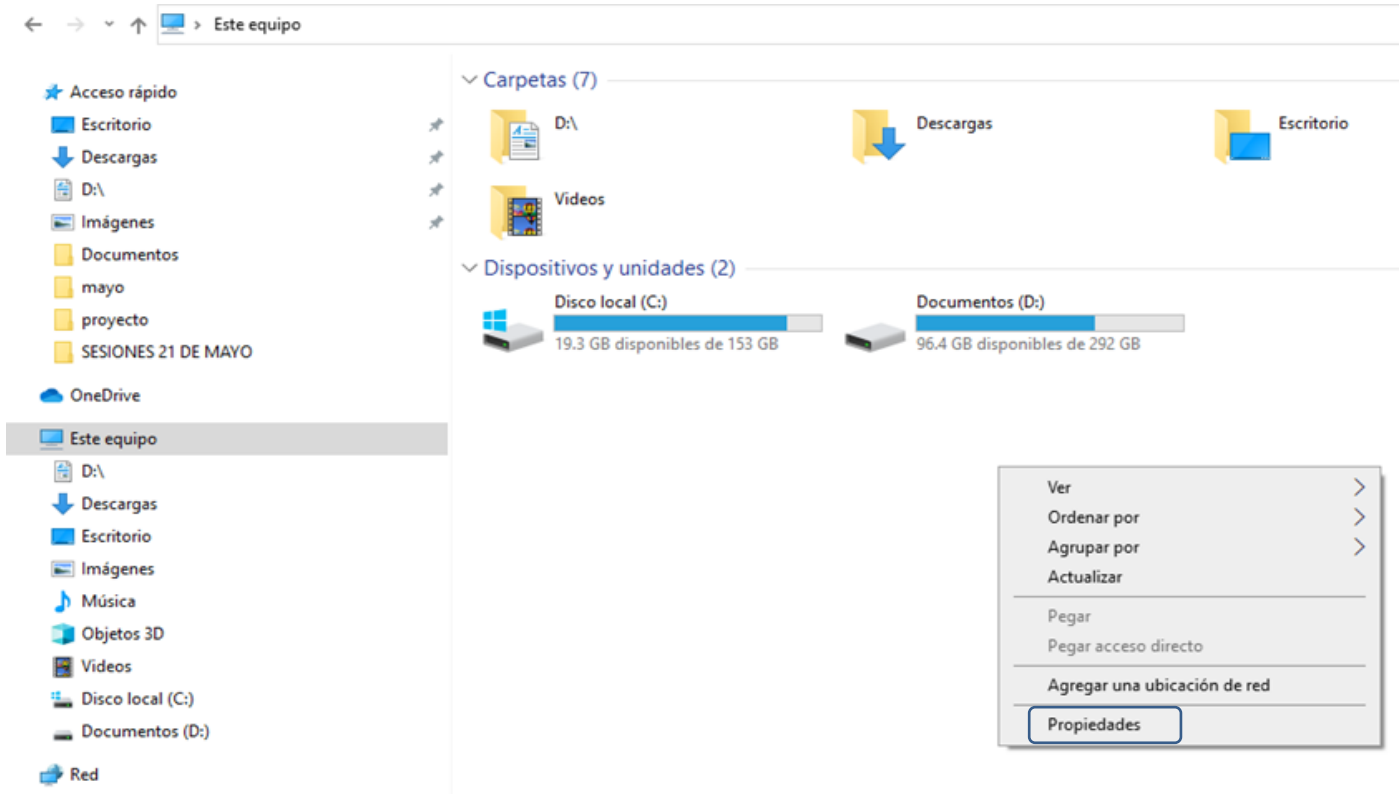 Este equipo
Acceso rápido
Escritorio
Descargas
D:\
Imágenes
Documentos
mayo
proyecto
SESIONES 21 DE MAYO
OneDrive
Este equipo
D:\
Descargas
Escritorio
Imágenes
Música
Objetos 3D
Videos
Disco local (C:)
Documentos (D:)
Red
Carpetas (7)
D:\
Descargas
Escritorio
Videos
Dispositivos y unidades (2)
Disco local (C:)
19.3 GB disponibles de 153 GB
Documentos (D:)
96.4 GB disponibles de 292 GB
Ver
Ordenar por
Agrupar por
Actualizar
Pegar
Pegar acceso directo
Agregar una ubicación de red
Propiedades